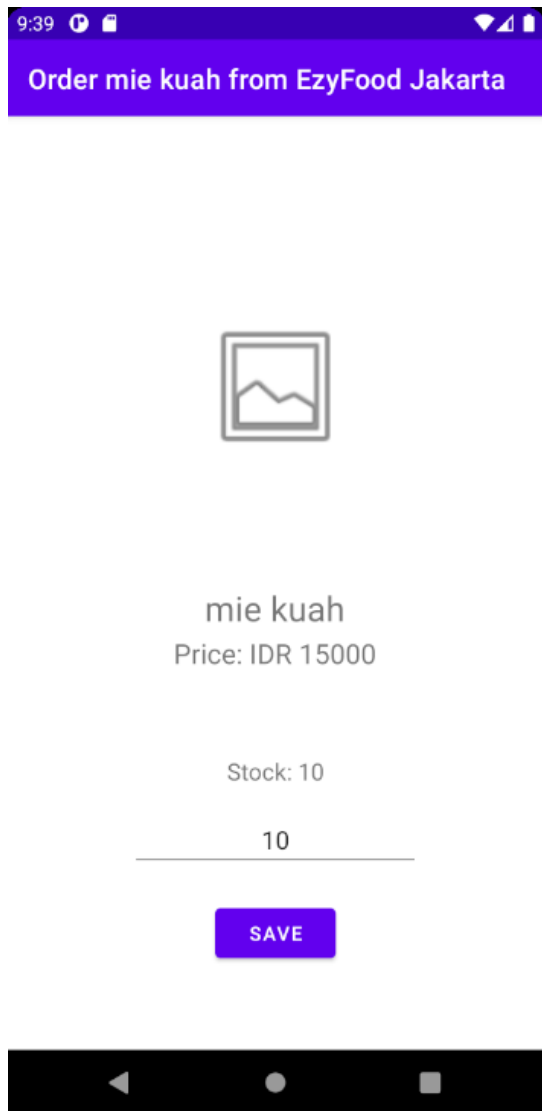 9:39
Order mie kuah from EzyFood Jakarta
mie kuah
Price: IDR 15000
Stock: 10
10
SAVE